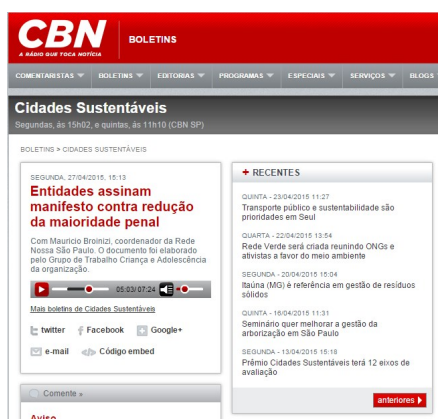 CBN
A RÁDIO QUE TOCA NOTÍCIA
BOLETINS
COMENTARISTAS BOLETINS EDITORIAS PROGRAMAS ESPECIAIS SERVIÇOS BLOGS
Cidades Sustentáveis
Segundas, às 15h02, e quintas, às 11h10 (CBN SP)
BOLETINS > CIDADES SUSTENTÁVEIS
SEGUNDA, 27/04/2015, 15:13
Entidades assinam
manifesto contra redução
da maioridade penal
Com Maurício Broinizi, coordenador da Rede
Nossa São Paulo. O documento foi elaborado
pelo Grupo de Trabalho Criança e Adolescência
da organização.
05:03/07:24
Mais boletins de Cidades Sustentáveis
twitter Facebook Google+
e-mail Código embed
Comente »
Aviso
+ RECENTES
QUINTA - 23/04/2015 11:27
Transporte público e sustentabilidade são
prioridades em Seul
QUARTA - 22/04/2015 13:54
Rede Verde será criada reunindo ONGs e
ativistas a favor do meio ambiente
SEGUNDA - 20/04/2015 15:04
Itaúna (MG) é referência em gestão de resíduos
sólidos
QUINTA - 16/04/2015 11:31
Seminário quer melhorar a gestão da
arborização em São Paulo
SEGUNDA - 13/04/2015 15:18
Prêmio Cidades Sustentáveis terá 12 eixos de
avaliação
anteriores